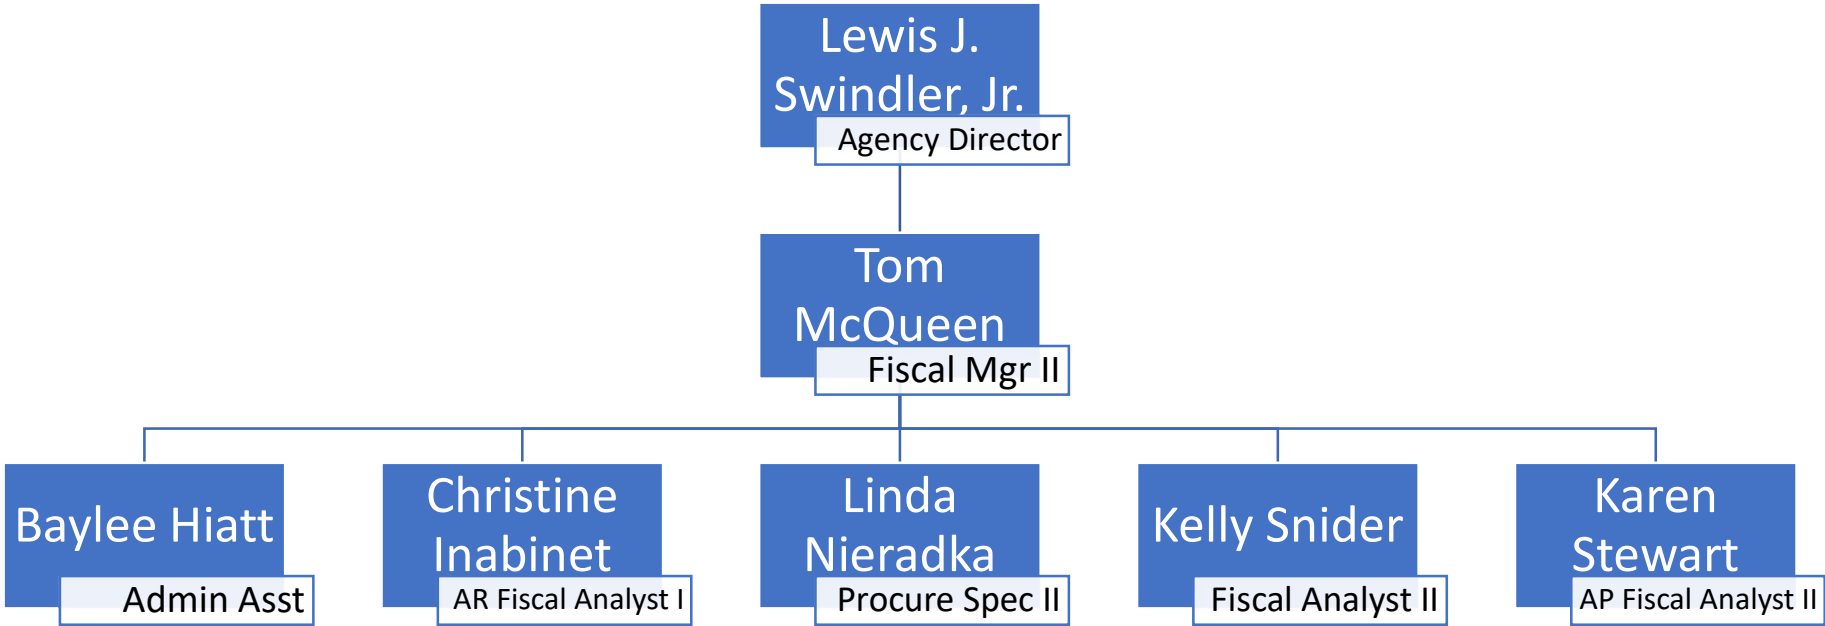 Lewis J.
Swindler, Jr.
Agency Director
Tom
McQueen
Fiscal Mgr II
Baylee Hiatt
Admin Asst
Christine
Inabinet
AR Fiscal Analyst I
Linda
Nieradka
Procure Spec II
Kelly Snider
Fiscal Analyst II
Karen
Stewart
AP Fiscal Analyst II